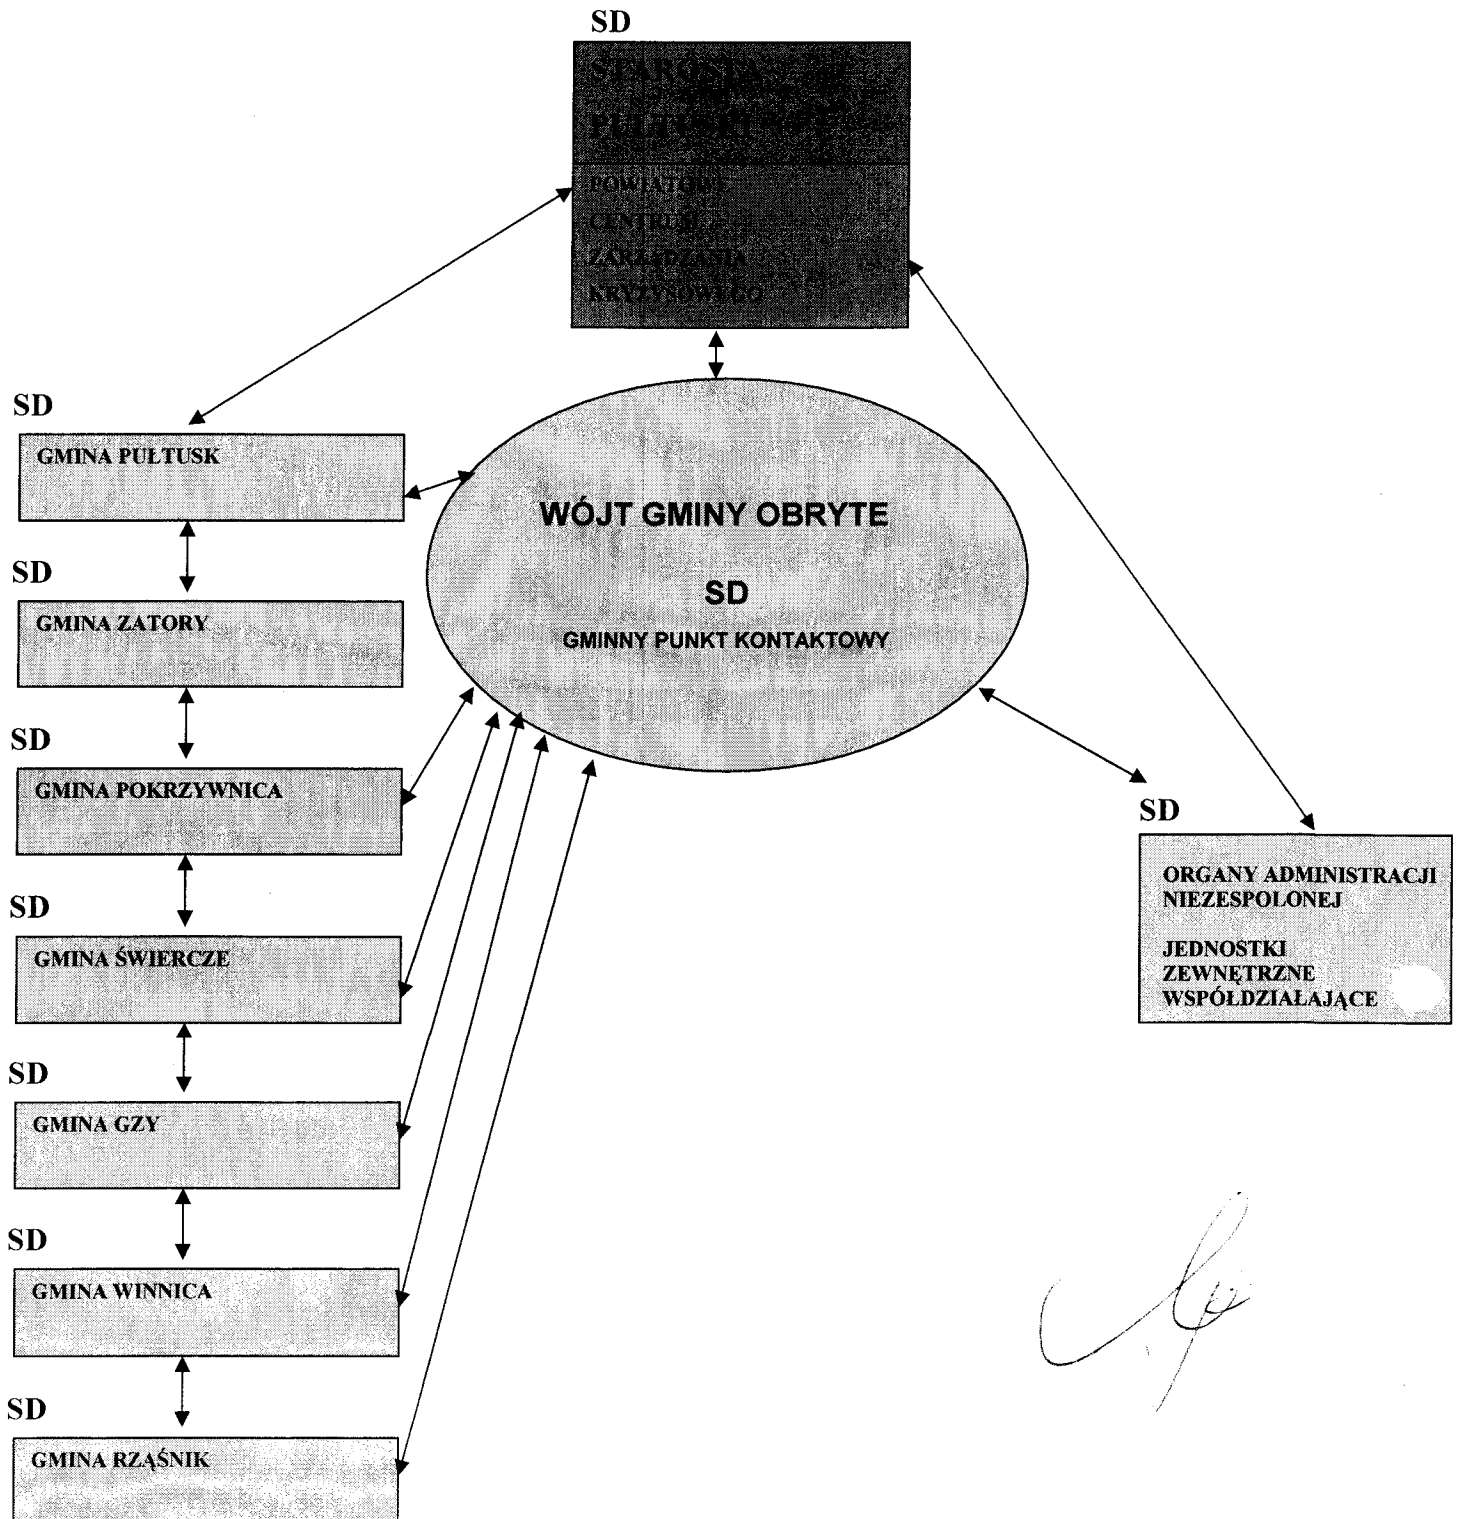 SD
STAROSTA
PUŁTUSKI
POWIATOWE
CENTRUM
ZARZĄDZANIA
KRYZYSOWEGO
SD
GMINA PUŁTUSK
WÓJT GMINY OBRYTE
SD
GMINNY PUNKT KONTAKTOWY
SD
GMINA ZATORY
SD
GMINA POKRZYWNICA
SD
GMINA ŚWIERCZE
SD
GMINA GZY
SD
GMINA WINNICA
SD
GMINA RZĄŚNIK
SD
ORGANY ADMINISTRACJI
NIEZESPOLONEJ
JEDNOSTKI
ZEWNĘTRZNE
WSPÓŁDZIAŁAJĄCE